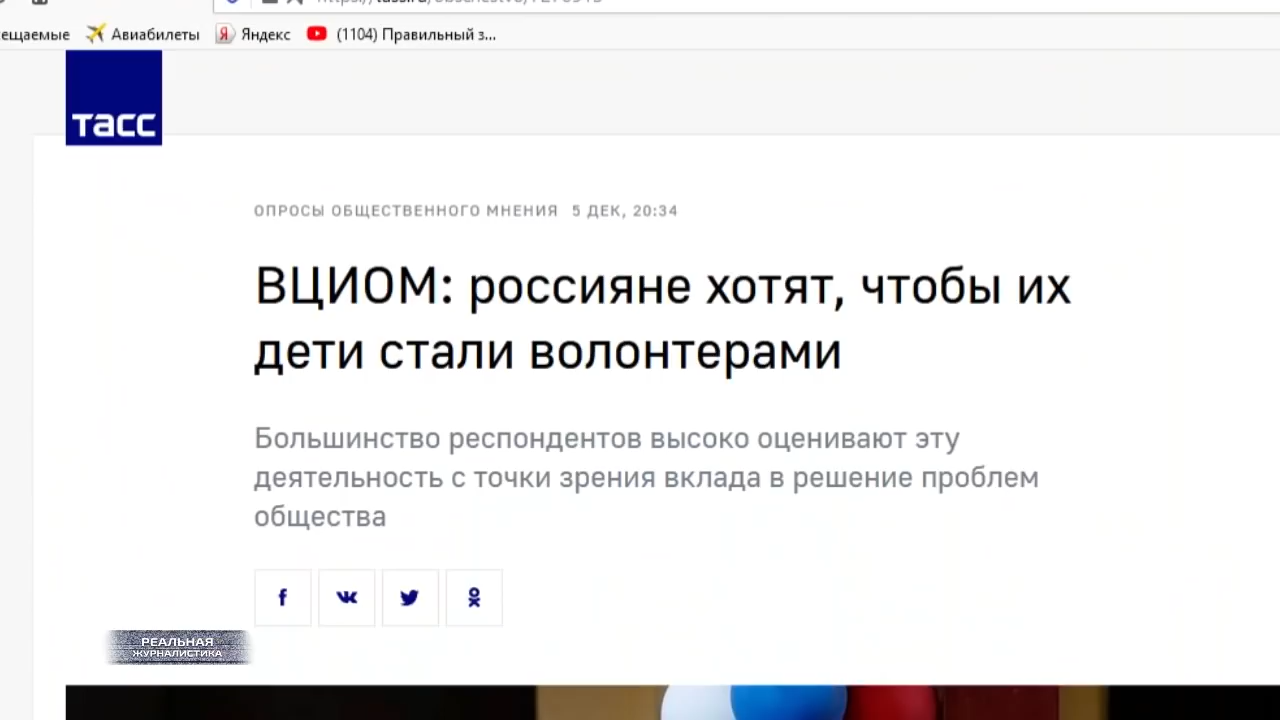 ещаемые Авиабилеты Яндекс (1104) Правильный з...
тасс
ОПРОСЫ ОБЩЕСТВЕННОГО МНЕНИЯ 5 ДЕК, 20:34
ВЦИОМ: россияне хотят, чтобы их
дети стали волонтерами
Большинство респондентов высоко оценивают эту
деятельность с точки зрения вклада в решение проблем
общества
РЕАЛЬНАЯ
ЖУРНАЛИСТИКА